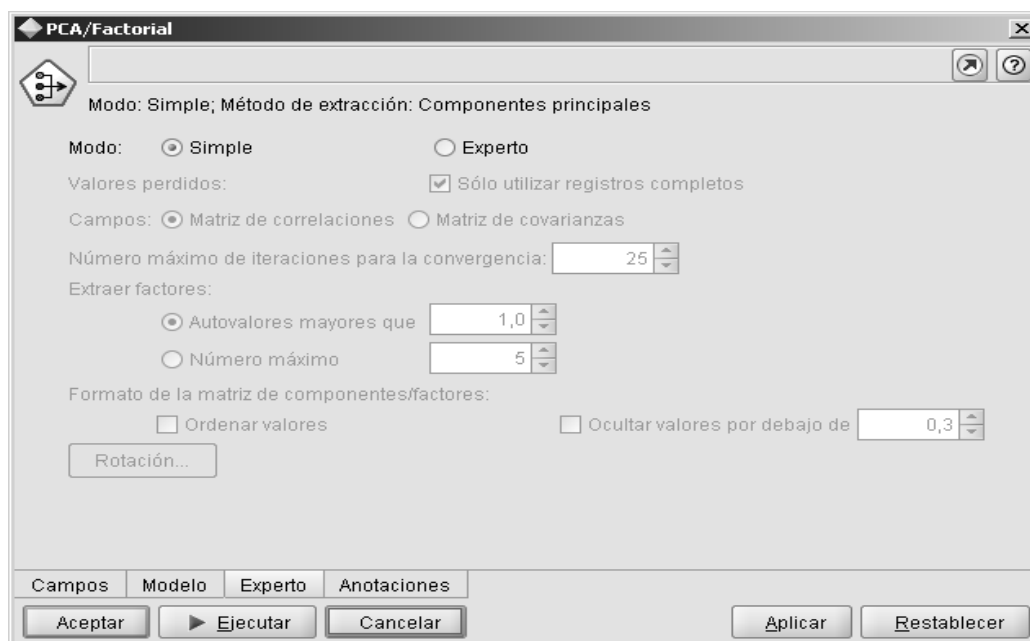 PCA/Factorial
Modo: Simple; Método de extracción: Componentes principales
Modo: Simple Experto
Valores perdidos: Sólo utilizar registros completos
Campos: Matriz de correlaciones Matriz de covarianzas
Número máximo de iteraciones para la convergencia: 25
Extraer factores:
Autovalores mayores que 1,0
Número máximo 5
Formato de la matriz de componentes/factores:
Ordenar valores Ocultar valores por debajo de 0,3
Rotación...
Campos Modelo Experto Anotaciones
Aceptar Ejecutar Cancelar Aplicar Restablecer